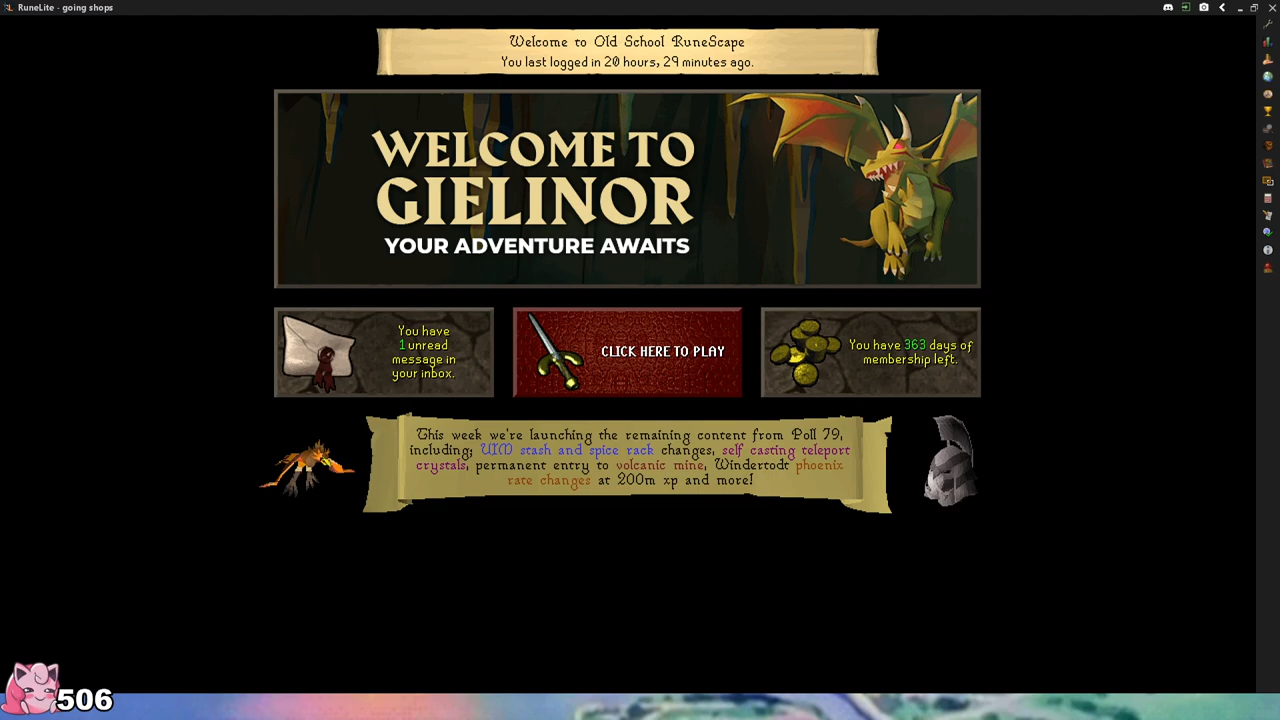 RuneLite - going shops
Welcome to Old School RuneScape
You last logged in 20 hours, 29 minutes ago.
WELCOME TO
GIELINOR
YOUR ADVENTURE AWAITS
You have
1 unread
message in
your inbox.
CLICK HERE TO PLAY
You have 363 days of
membership left.
This week we're launching the remaining content from Poll 79,
including; UIM stash and spice rack changes, self casting teleport
crystals, permanent entry to volcanic mine, Windertodt phoenix
rate changes at 200m xp and more!
506